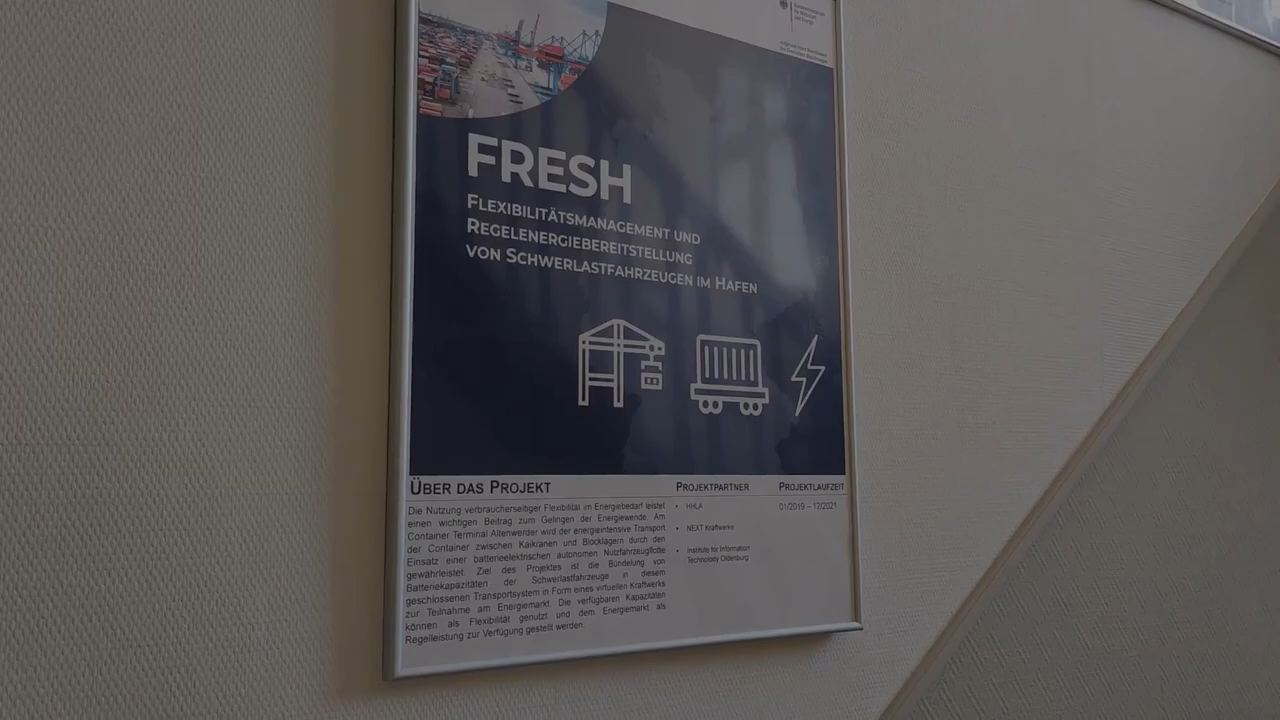 FRESH
FLEXIBILITÄTSMANAGEMENT UND
REGELENERGIEBEREITSTELLUNG
VON SCHWERLASTFAHRZEUGEN IM HAFEN
ÜBER DAS PROJEKT
Die Nutzung verbraucherseitiger Flexibilität im Energiebedarf leistet
einen wichtigen Beitrag zum Gelingen der Energiewende. Am
Container Terminal Altenwerder wird der energieintensive Transport
der Container zwischen Kaikranen und Blocklagern durch den
Einsatz einer batterieelektrischen autonomen Nutzfahrzeugflotte
gewährleistet. Ziel des Projektes ist die Bündelung von
Batteriekapazitäten der Schwerlastfahrzeuge in diesem
geschlossenen Transportsystem in Form eines virtuellen Kraftwerks
zur Teilnahme am Energiemarkt. Die verfügbaren Kapazitäten
können als Flexibilität genutzt und dem Energiemarkt als
Regelleistung zur Verfügung gestellt werden.
PROJEKTPARTNER
• HHLA
• NEXT Kraftwerke
• Institute for Information
Technolody Oldenburg
PROJEKTLAUFZEIT
01/2019 – 12/2021